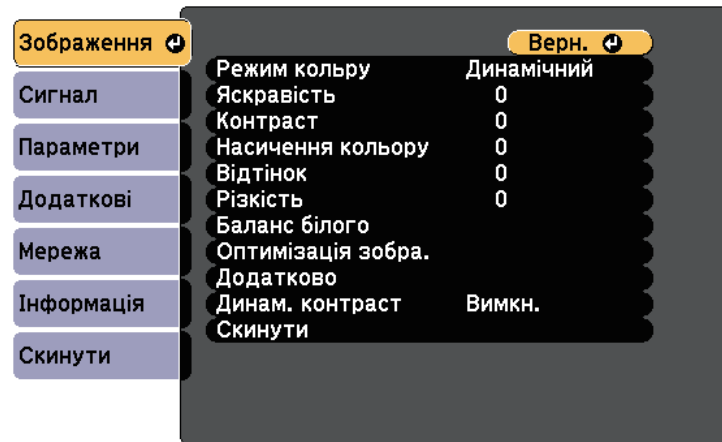 Зображення
Сигнал
Параметри
Додаткові
Мережа
Інформація
Скинути
Верн.
Режим кольру Динамічний
Яскравість 0
Контраст 0
Насичення кольору 0
Відтінок 0
Різкість 0
Баланс білого
Оптимізація зобра.
Додатково
Динам. контраст Вимкн.
Скинути